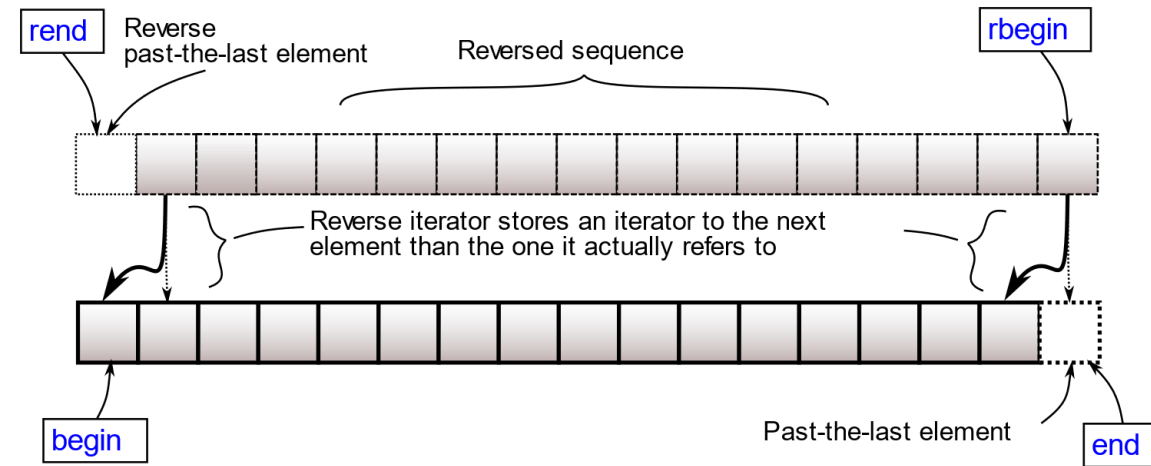 rend
Reverse
past-the-last element
Reversed sequence
rbegin
Reverse iterator stores an iterator to the next
element than the one it actually refers to
begin
Past-the-last element
end